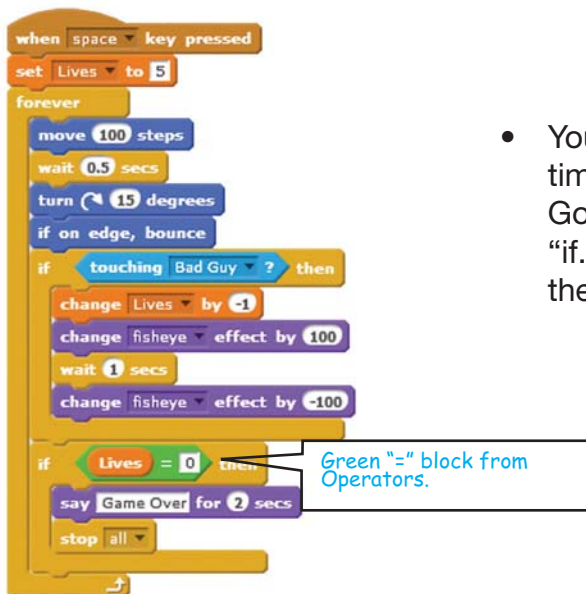 when space key pressed
set Lives to 5
forever
move 100 steps
wait 0.5 secs
turn 15 degrees
if on edge, bounce
if touching Bad Guy ? then
change Lives by -1
change fisheye effect by 100
wait 1 secs
change fisheye effect by -100
if Lives = 0 then
say Game Over for 2 secs
stop all
Green “=” block from
Operators.
• You
tim
Go
“if.
the